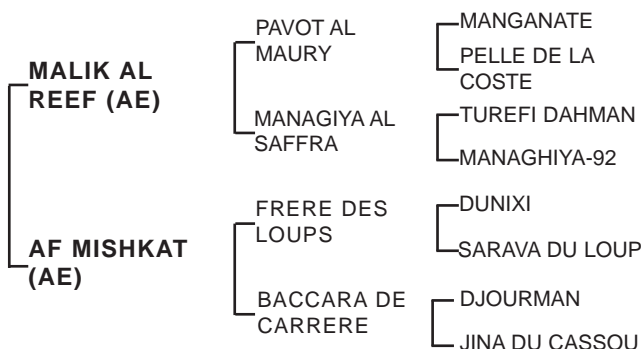 MALIK AL
REEF (AE)
PAVOT AL
MAURY
MANGANATE
PELLE DE LA
COSTE
MANAGIYA AL
SAFFRA
TUREFI DAHMAN
MANAGHIYA-92
AF MISHKAT
(AE)
FRERE DES
LOUPS
DUNIXI
SARAVA DU LOUP
BACCARA DE
CARRERE
DJOURMAN
JINA DU CASSOU